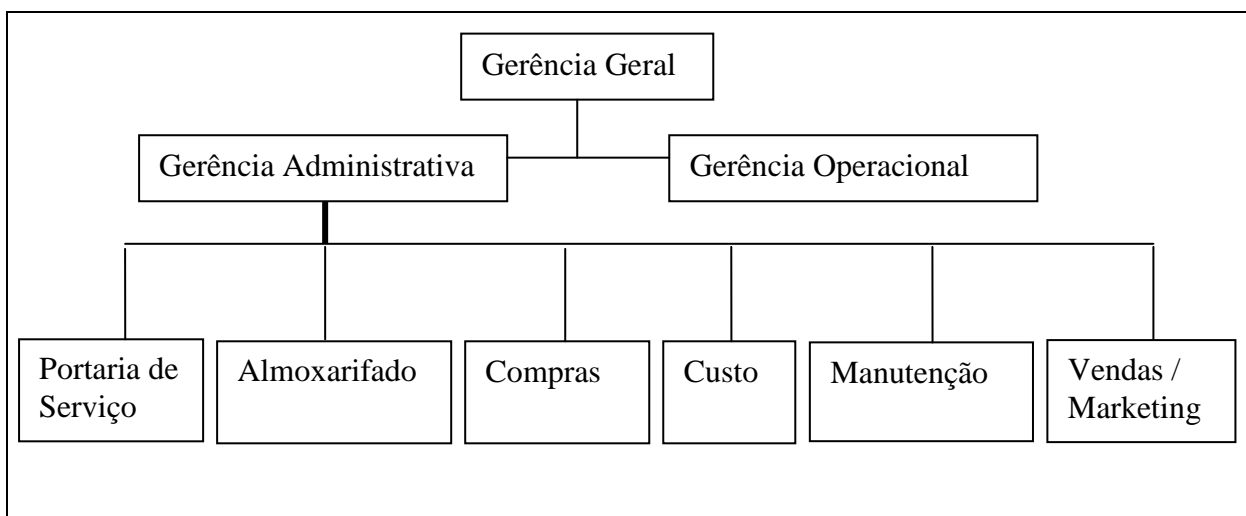 Gerência Geral
Gerência Administrativa
Gerência Operacional
Portaria de
Serviço
Almoxarifado
Compras
Custo
Manutenção
Vendas /
Marketing